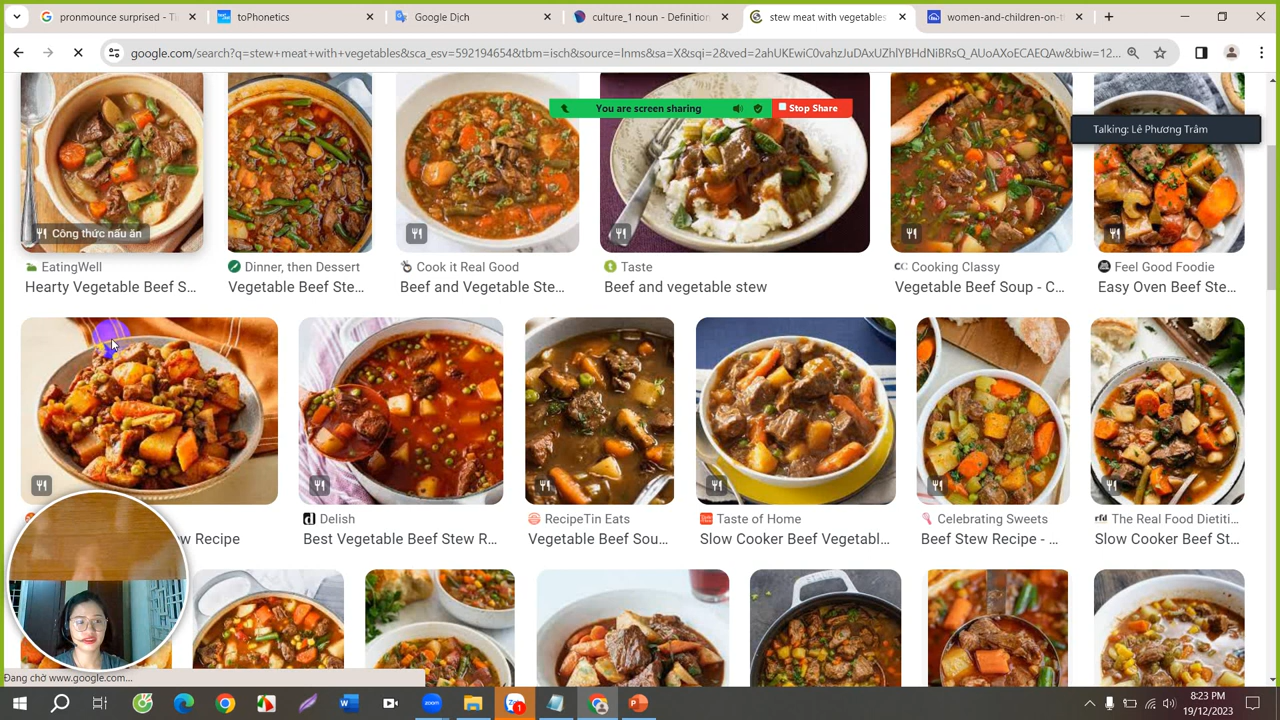 pronmounce surprised - Ti
toPhonetics
Google Dịch
culture_1 noun - Definition
stew meat with vegetables
women-and-children-on-t
google.com/search?q=stew+meat+with+vegetables&sca_esv=592194654&tbm=isch&source=lnms&sa=X&sqi=2&ved=2ahUKEwiC0vahzJuDAxUZhlYBHdNiBRsQ_AUoAXoECAEQAw&biw=12...
You are screen sharing
Stop Share
Talking: Lê Phương Trâm
Công thức nấu ăn
EatingWell
Dinner, then Dessert
Cook it Real Good
Taste
Cooking Classy
Feel Good Foodie
Hearty Vegetable Beef S...
Vegetable Beef Ste...
Beef and Vegetable Ste...
Beef and vegetable stew
Vegetable Beef Soup - C...
Easy Oven Beef Ste...
Delish
RecipeTin Eats
Taste of Home
Celebrating Sweets
rfd The Real Food Dietiti...
w Recipe
Best Vegetable Beef Stew R...
Vegetable Beef Sou...
Slow Cooker Beef Vegetabl...
Beef Stew Recipe - ...
Slow Cooker Beef St...
Đang chờ www.google.com...
zoom
1
8:23 PM
19/12/2023